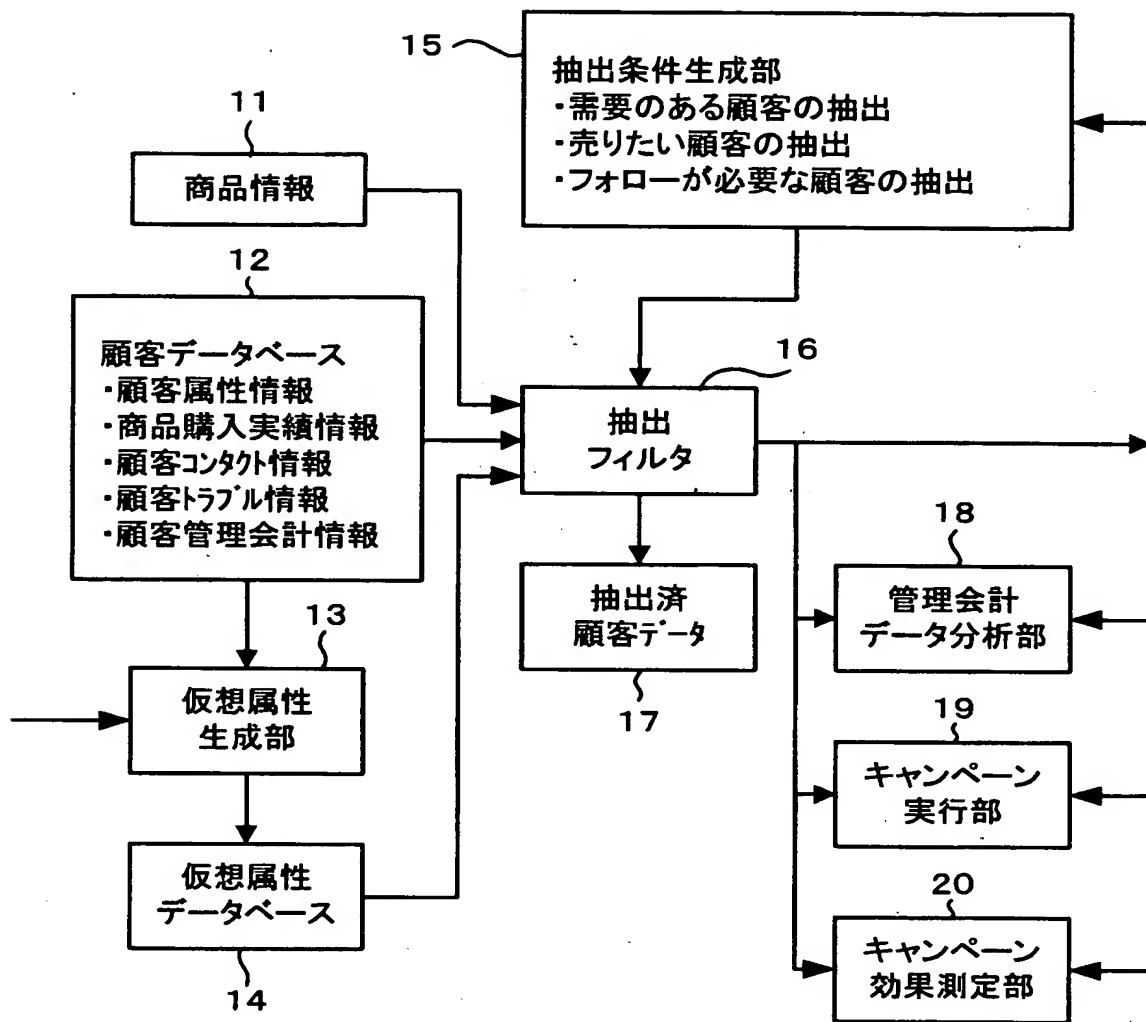 15
抽出条件生成部
・需要のある顧客の抽出
・売りたい顧客の抽出
・フォローが必要な顧客の抽出
11
商品情報
12
顧客データベース
・顧客属性情報
・商品購入実績情報
・顧客コンタクト情報
・顧客トラブル情報
・顧客管理会計情報
13
仮想属性
生成部
仮想属性
データベース
14
16
抽出
フィルタ
抽出済
顧客データ
17
18
管理会計
データ分析部
19
キャンペーン
実行部
20
キャンペーン
効果測定部